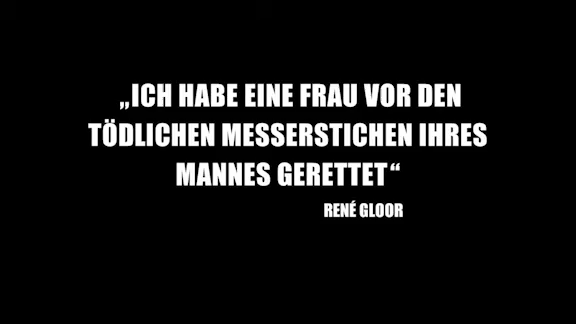 „ICH HABE EINE FRAU VOR DEN
TÖDLICHEN MESSERSTICHEN IHRES
MANNES GERETTET“
RENÉ GLOOR